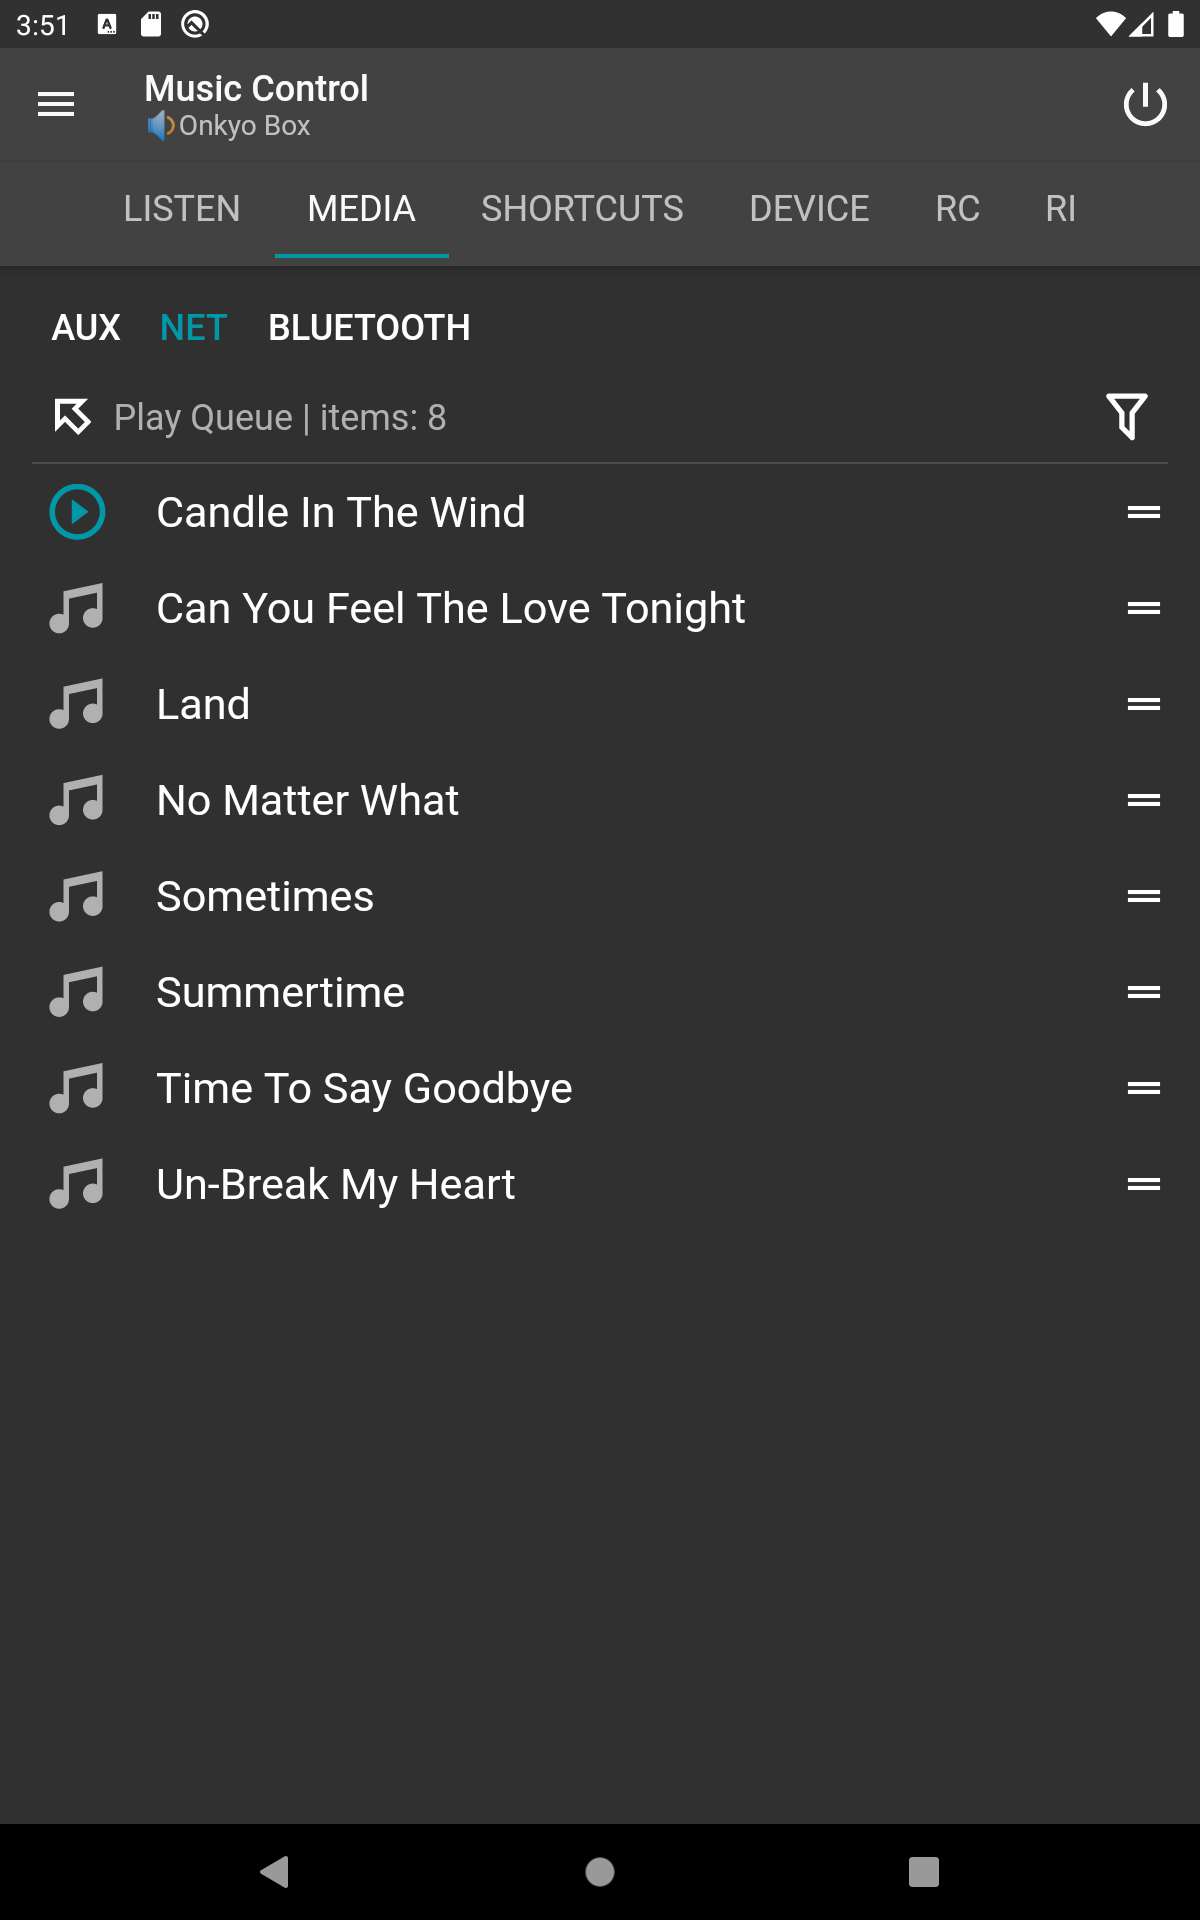 3:51
Music Control
Onkyo Box
LISTEN MEDIA SHORTCUTS DEVICE RC RI
AUX NET BLUETOOTH
Play Queue | items: 8
Candle In The Wind
Can You Feel The Love Tonight
Land
No Matter What
Sometimes
Summertime
Time To Say Goodbye
Un-Break My Heart